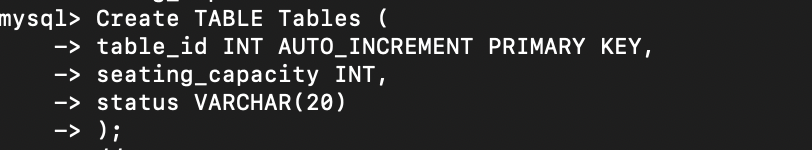 mysql> Create TABLE Tables (
    -> table_id INT AUTO_INCREMENT PRIMARY KEY,
    -> seating_capacity INT,
    -> status VARCHAR(20)
    -> );